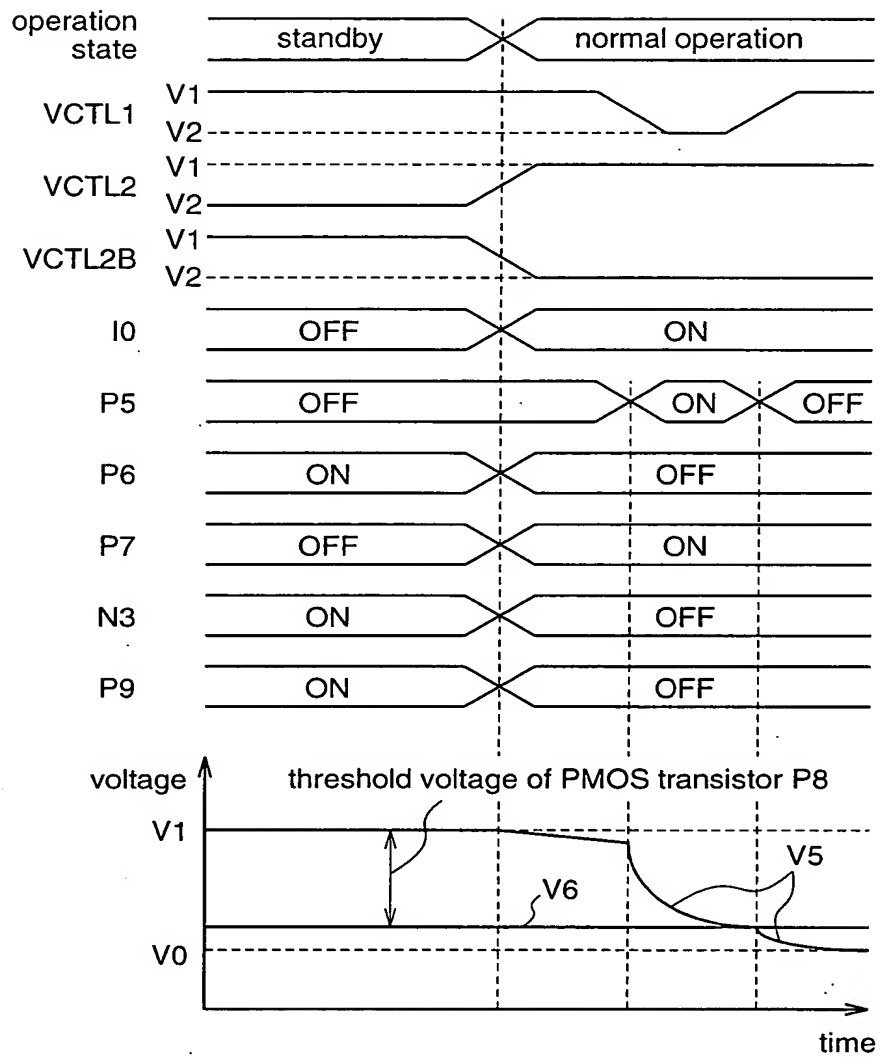 operation
state
standby
normal operation
VCTL1
V1
V2
VCTL2
V1
V2
VCTL2B
V1
V2
I0
OFF
ON
P5
OFF
ON
OFF
P6
ON
OFF
P7
OFF
ON
N3
ON
OFF
P9
ON
OFF
voltage
threshold voltage of PMOS transistor P8
V1
V5
V6
V0
time